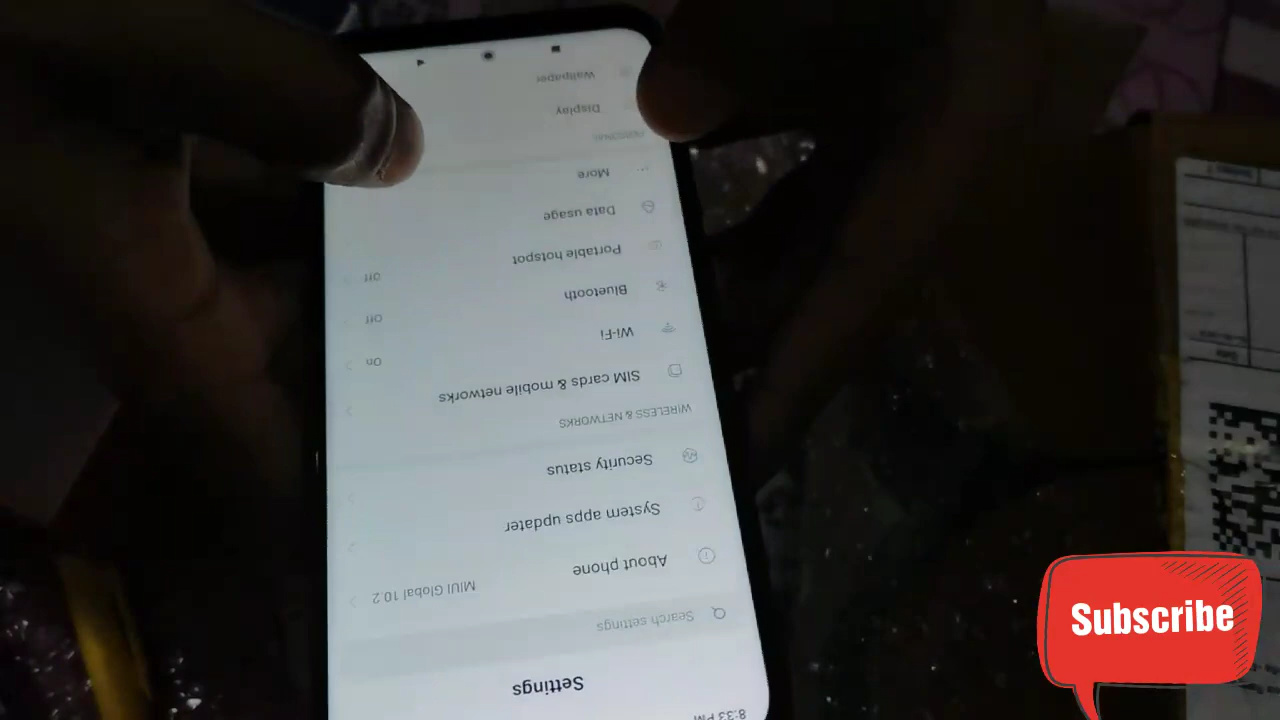 8:33 PM
Settings
Search settings
About phone
MIUI Global 10.2
System apps updater
Security status
WIRELESS & NETWORKS
SIM cards & mobile networks
Wi-Fi
On
Bluetooth
Off
Portable hotspot
Off
Data usage
More
PERSONAL
Display
Wallpaper
Subscribe